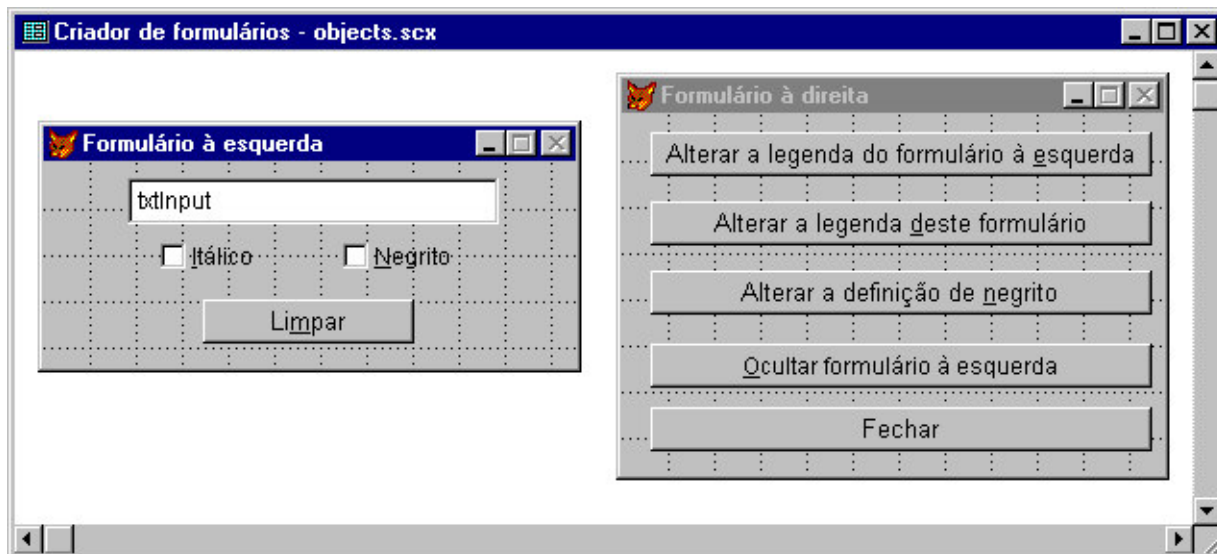 Criador de formulários - objects.scx
Formulário à esquerda
txtInput
Itálico Negrito
Limpar
Formulário à direita
Alterar a legenda do formulário à esquerda
Alterar a legenda deste formulário
Alterar a definição de negrito
Ocultar formulário à esquerda
Fechar